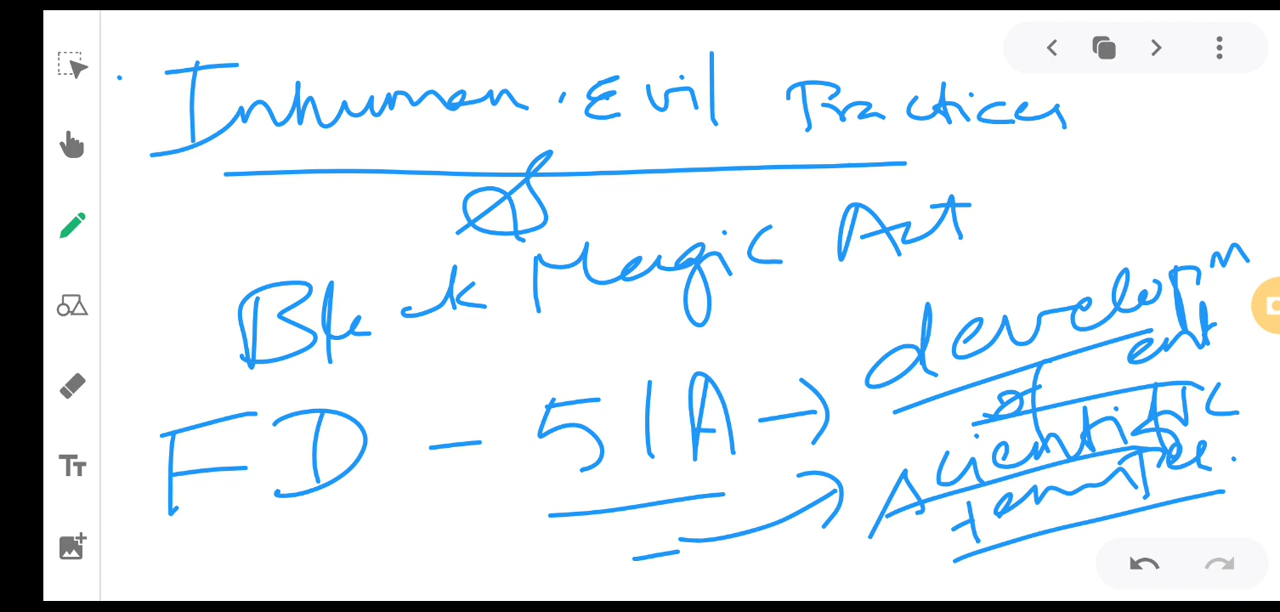 Inhuman. Evil Practices
&
Black Magic Act
FD - 51A → development
of
scientific
temper.